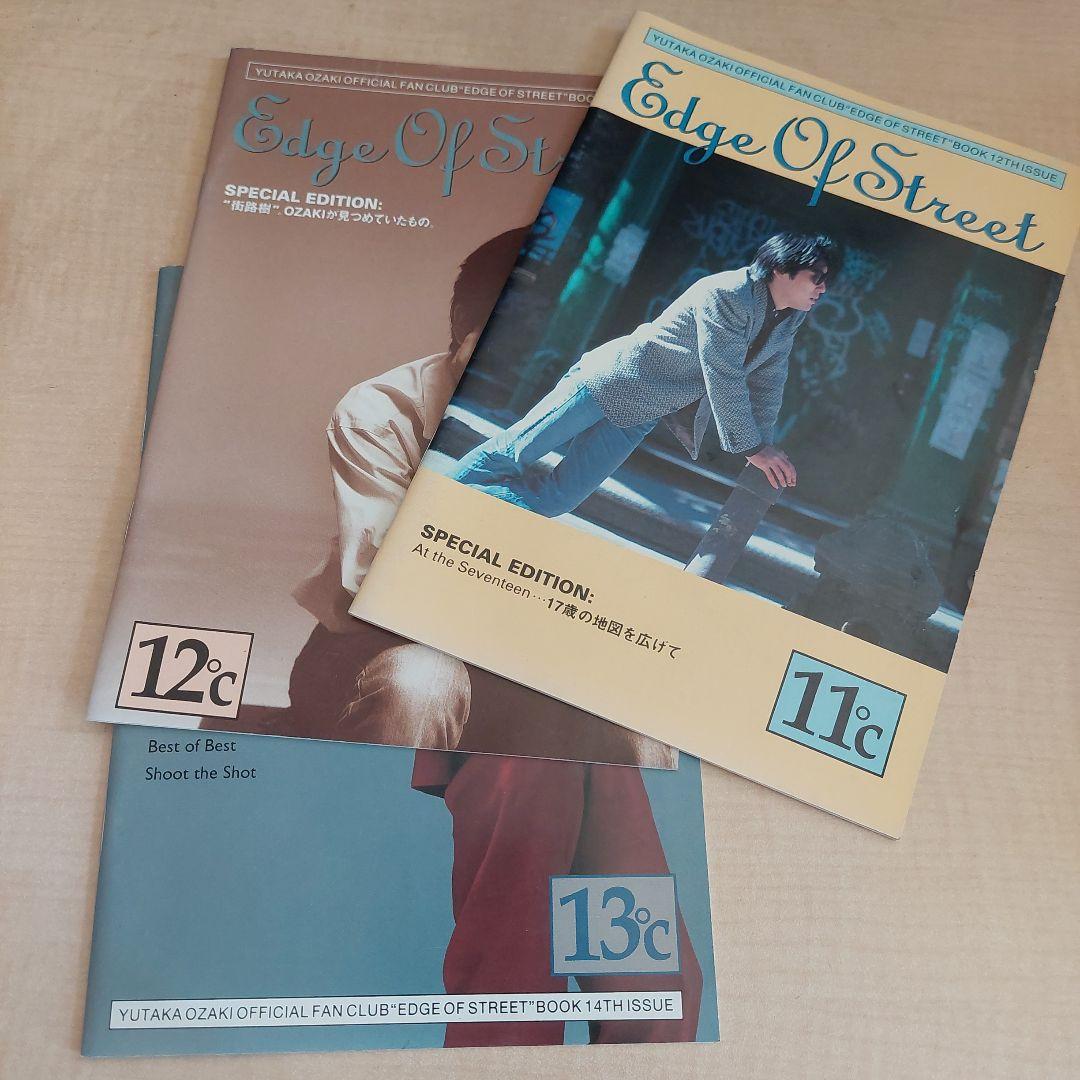 YUTAKA OZAKI OFFICIAL FAN CLUB“EDGE OF STREET”BOOK 12TH ISSUE
Edge Of Street
SPECIAL EDITION:
At the Seventeen…17歳の地図を広げて
11℃
YUTAKA OZAKI OFFICIAL FAN CLUB“EDGE OF STREET”BOO
Edge Of St
SPECIAL EDITION:
“街路樹”。OZAKIが見つめていたもの。
12℃
Best of Best
Shoot the Shot
13℃
YUTAKA OZAKI OFFICIAL FAN CLUB“EDGE OF STREET”BOOK 14TH ISSUE